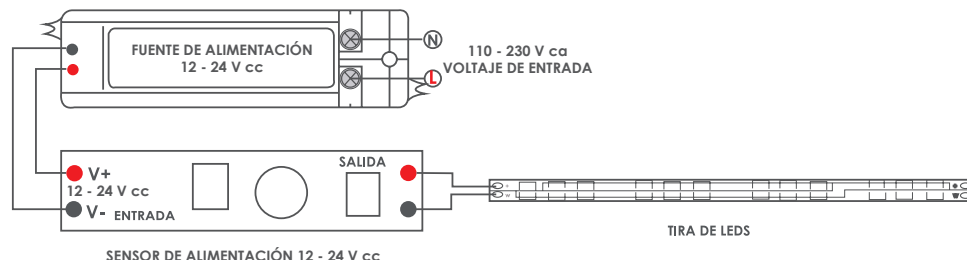 FUENTE DE ALIMENTACIÓN
12 - 24 V cc
N
L
110 - 230 V ca
VOLTAJE DE ENTRADA
V+
12 - 24 V cc
V- ENTRADA
SALIDA
TIRA DE LEDS
SENSOR DE ALIMENTACIÓN 12 - 24 V cc